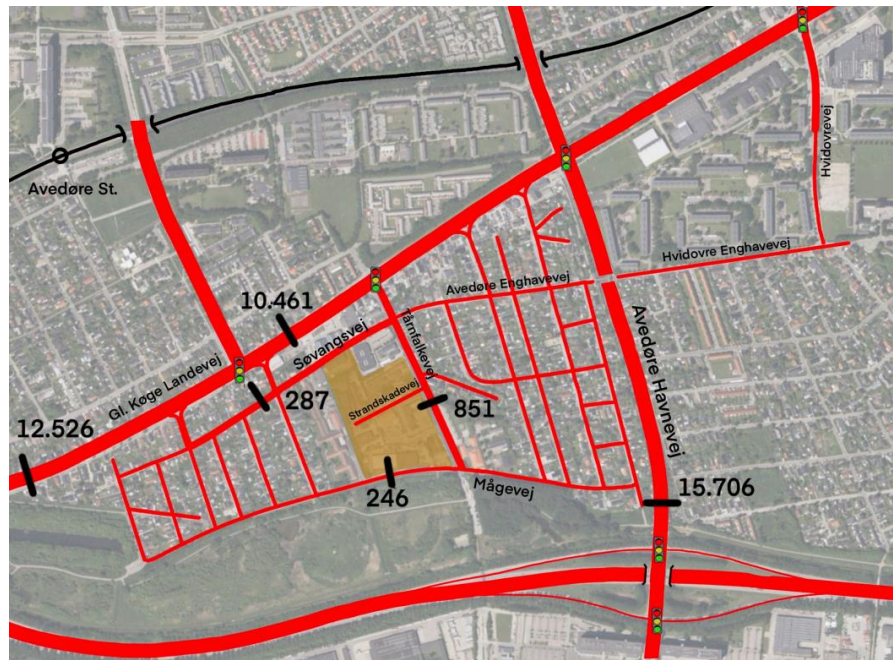 Hvidovrevej
Avedøre St.
Hvidovre Enghavevej
Avedøre Enghavevej
10.461
Søvangsvej
Tårnfalkevej
Avedøre Havnevej
Gl. Køge Landevej
287
Strandskadevej
851
12.526
246
Mågevej
15.706